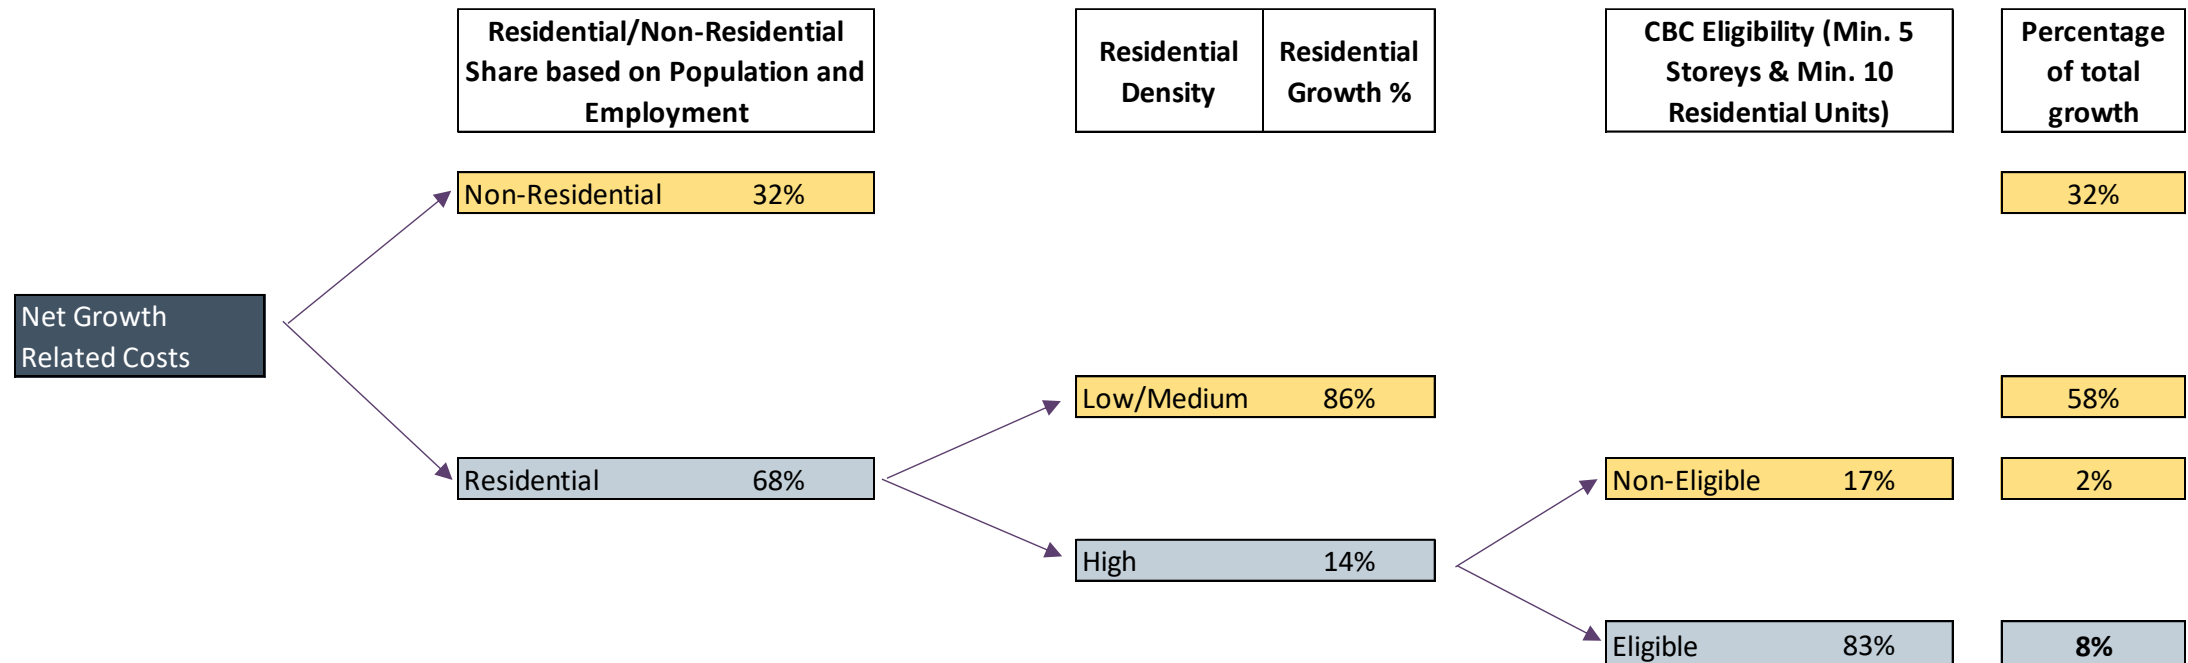 Residential/Non-Residential
Share based on Population and
Employment
Residential
Density
Residential
Growth %
CBC Eligibility (Min. 5
Storeys & Min. 10
Residential Units)
Percentage
of total
growth
Non-Residential 32%
32%
Net Growth
Related Costs
Low/Medium 86%
58%
Residential 68%
Non-Eligible 17%
2%
High 14%
Eligible 83%
8%